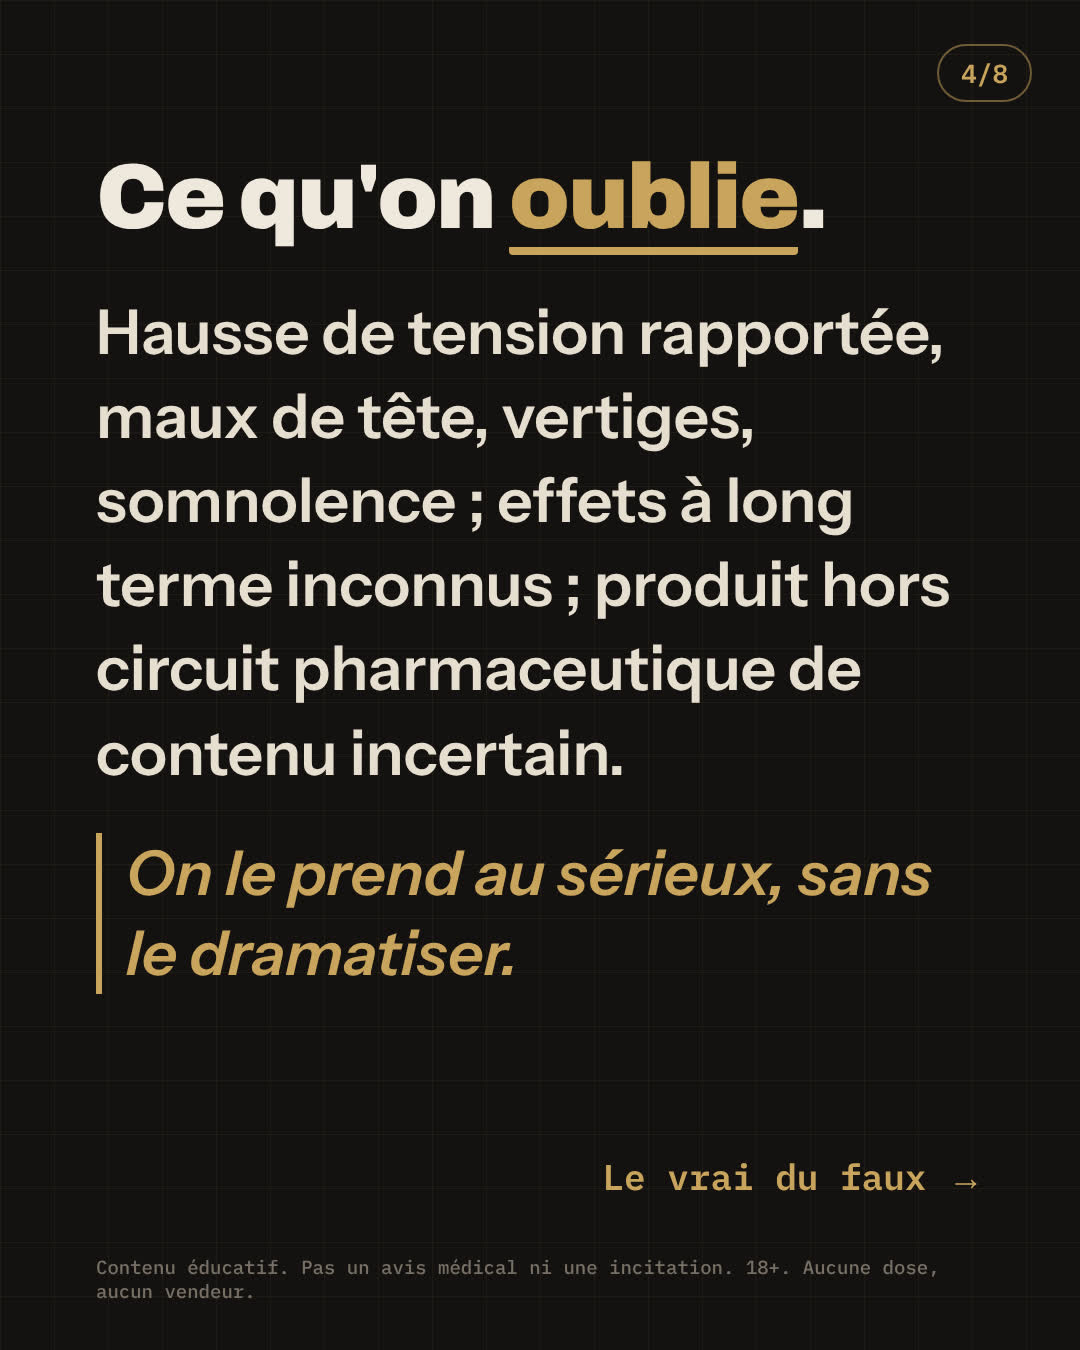 4/8
Ce qu'on oublie.
Hausse de tension rapportée,
maux de tête, vertiges,
somnolence ; effets à long
terme inconnus ; produit hors
circuit pharmaceutique de
contenu incertain.
On le prend au sérieux, sans
le dramatiser.
Le vrai du faux →
Contenu éducatif. Pas un avis médical ni une incitation. 18+. Aucune dose,
aucun vendeur.